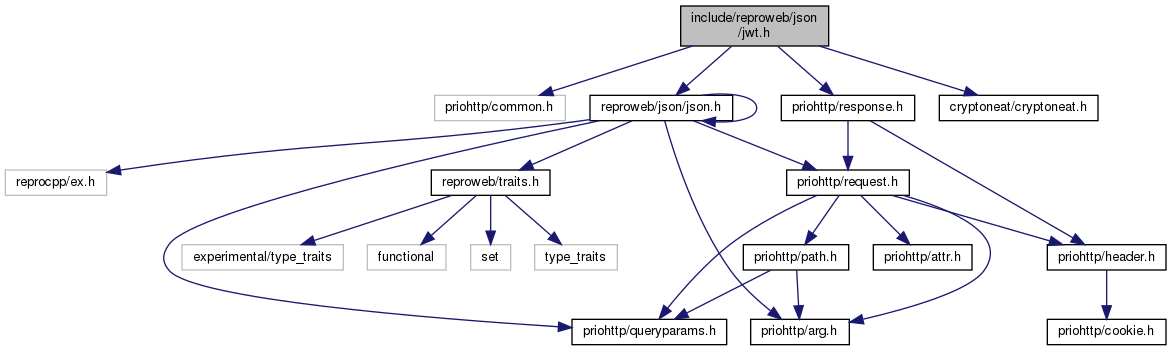 include/reproweb/json
/jwt.h
priohttp/common.h
reproweb/json/json.h
priohttp/response.h
cryptoneat/cryptoneat.h
reprocpp/ex.h
reproweb/traits.h
priohttp/request.h
experimental/type_traits
functional
set
type_traits
priohttp/path.h
priohttp/attr.h
priohttp/header.h
priohttp/queryparams.h
priohttp/arg.h
priohttp/cookie.h